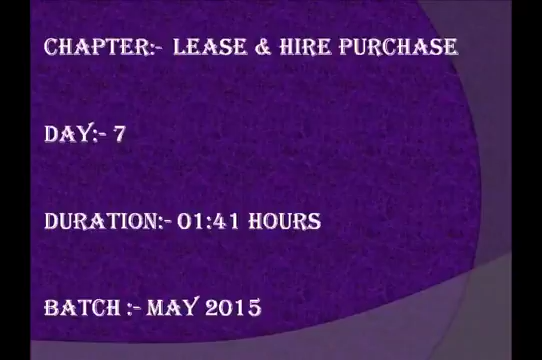 CHAPTER:- LEASE & HIRE PURCHASE
DAY:- 7
DURATION:- 01:41 HOURS
BATCH :- MAY 2015